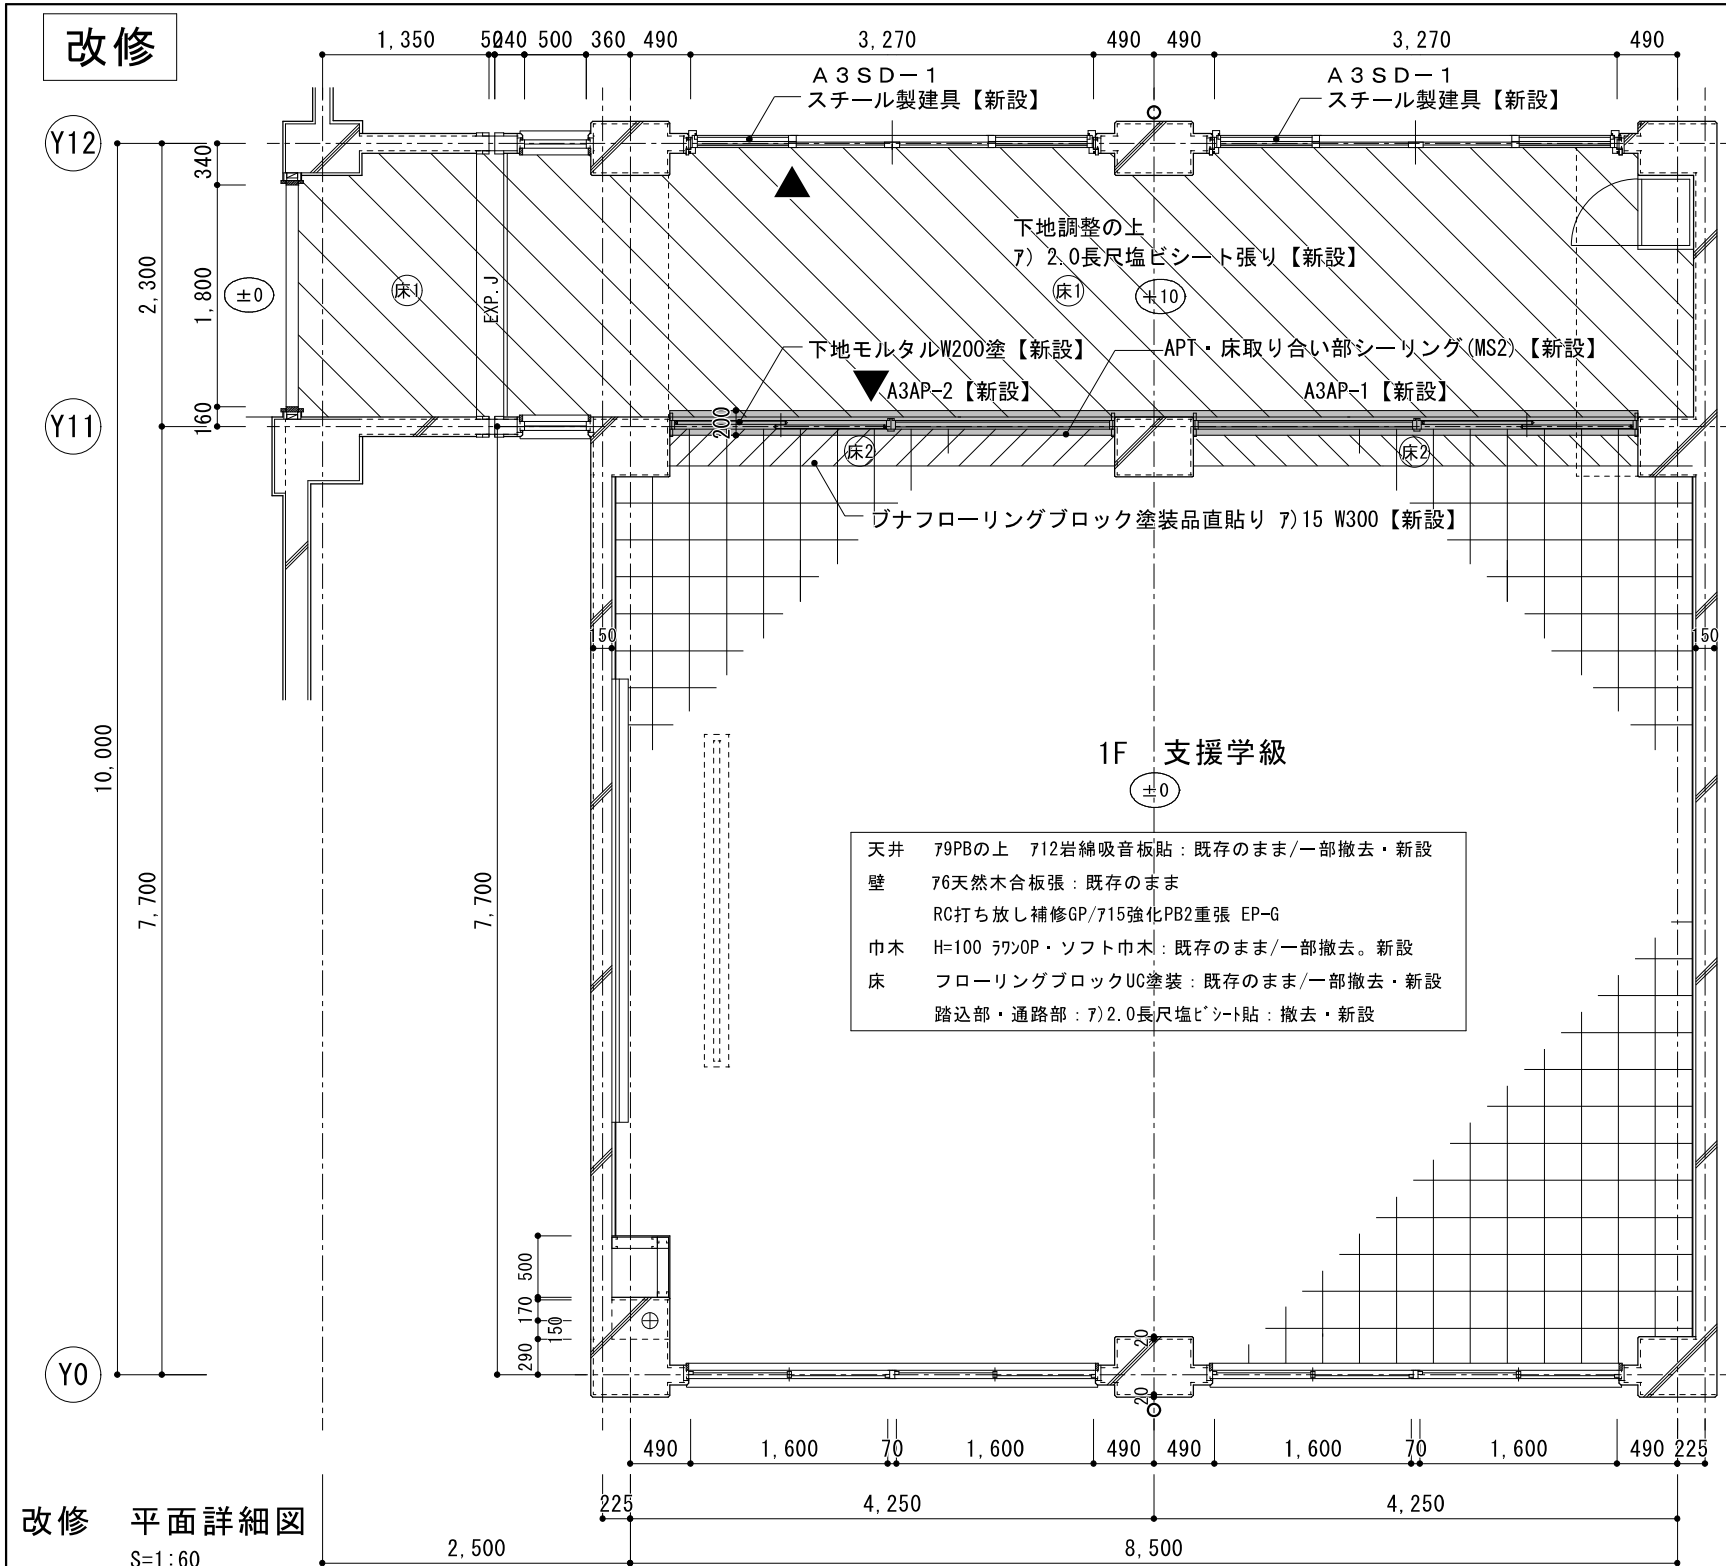 改修
1,350 50 240 500 360 490 3,270 490 490 3,270 490
A3SD-1
スチール製建具【新設】
A3SD-1
スチール製建具【新設】
Y12
340
2,300
1,800
160
±0
床1
EXP.J
下地調整の上
ｱ) 2.0長尺塩ビシート張り【新設】
床1
+10
下地モルタルW200塗【新設】
APT・床取り合い部シーリング(MS2)【新設】
A3AP-2【新設】
A3AP-1【新設】
Y11
200
床2
床2
ブナフローリングブロック塗装品直貼り ｱ)15 W300【新設】
150
150
10,000
7,700
7,700
1F 支援学級
±0
天井 ｱ9PBの上 ｱ12岩綿吸音板貼：既存のまま/一部撤去・新設
壁 ｱ6天然木合板張：既存のまま
RC打ち放し補修GP/ｱ15強化PB2重張 EP-G
巾木 H=100 ﾗﾜﾝOP・ソフト巾木：既存のまま/一部撤去。新設
床 フローリングブロックUC塗装：既存のまま/一部撤去・新設
踏込部・通路部：ｱ)2.0長尺塩ﾋﾞｼｰﾄ貼：撤去・新設
500
170
150
290
20
20
Y0
490 1,600 70 1,600 490 490 1,600 70 1,600 490 225
225 4,250 4,250
改修 平面詳細図
S=1:60
2,500 8,500